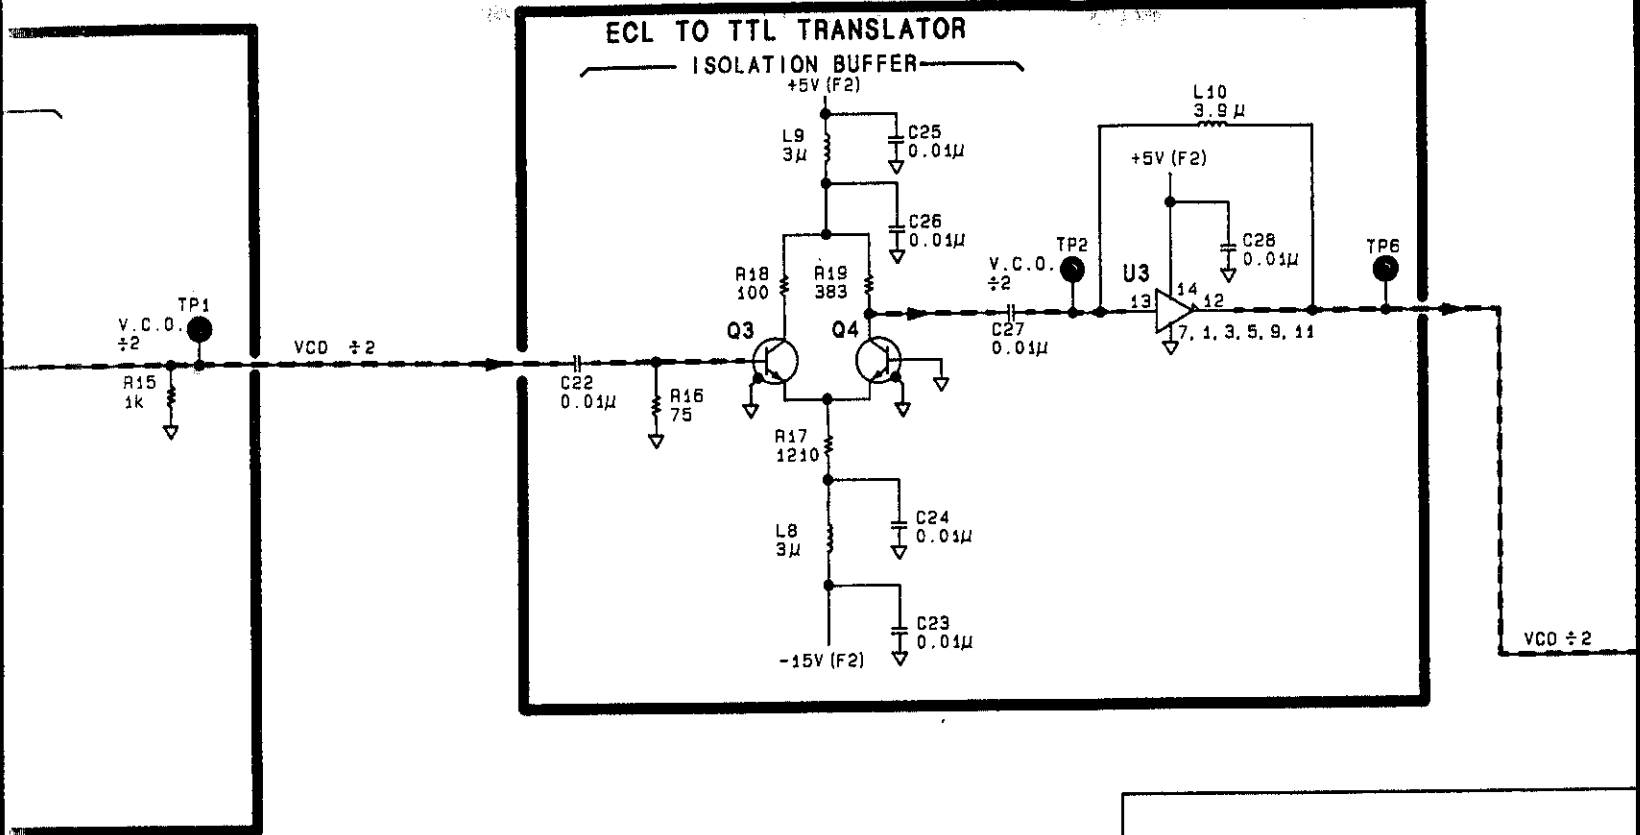 ECL TO TTL TRANSLATOR
ISOLATION BUFFER
+5V (F2)
L9
3μ
C25
0.01μ
C26
0.01μ
R18
100
R19
383
Q3
Q4
L10
3.9μ
+5V (F2)
C28
0.01μ
TP2
V.C.O.
÷2
C27
0.01μ
U3
13
14
12
7, 1, 3, 5, 9, 11
TP6
TP1
V.C.O.
÷2
R15
1k
VCO ÷2
C22
0.01μ
R16
75
R17
1210
C24
0.01μ
L8
3μ
C23
0.01μ
-15V (F2)
VCO ÷2